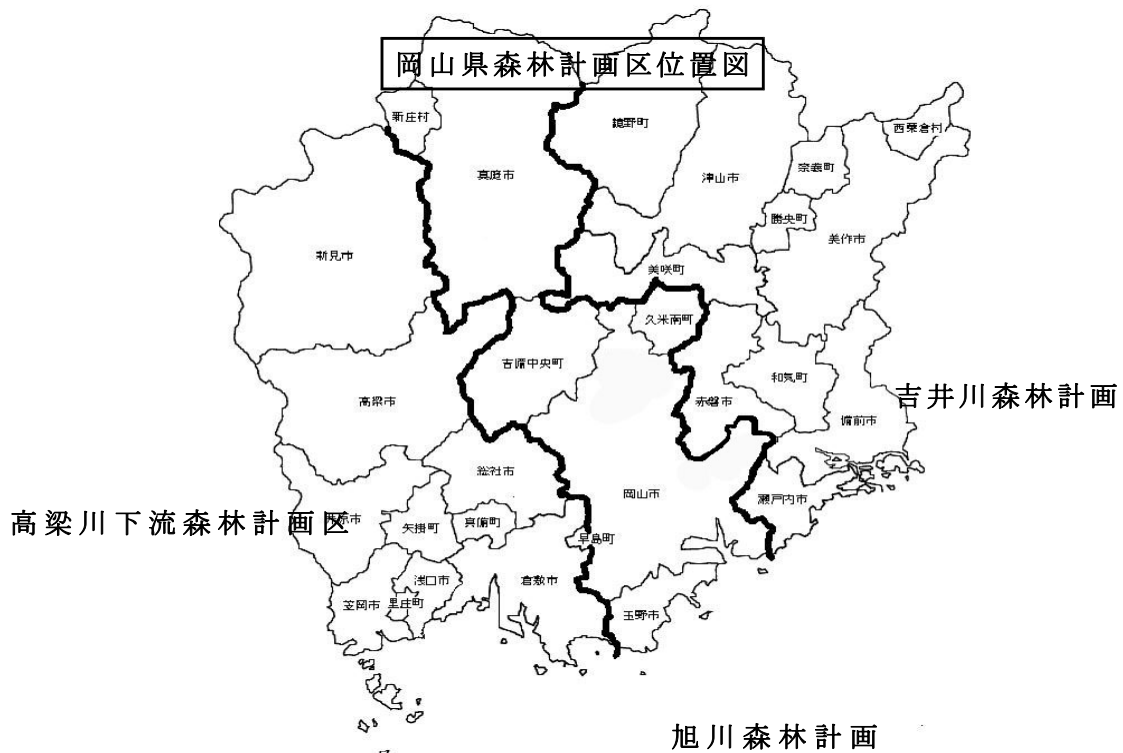 岡山県森林計画区位置図
新庄村
鏡野町
西粟倉村
真庭市
津山市
奈義町
勝央町
美作市
新見市
美咲町
久米南町
吉備中央町
和気町
高梁市
赤磐市
吉井川森林計画
備前市
総社市
岡山市
瀬戸内市
高梁川下流森林計画区
矢掛町
真備町
早島町
浅口市
倉敷市
笠岡市
里庄町
玉野市
旭川森林計画